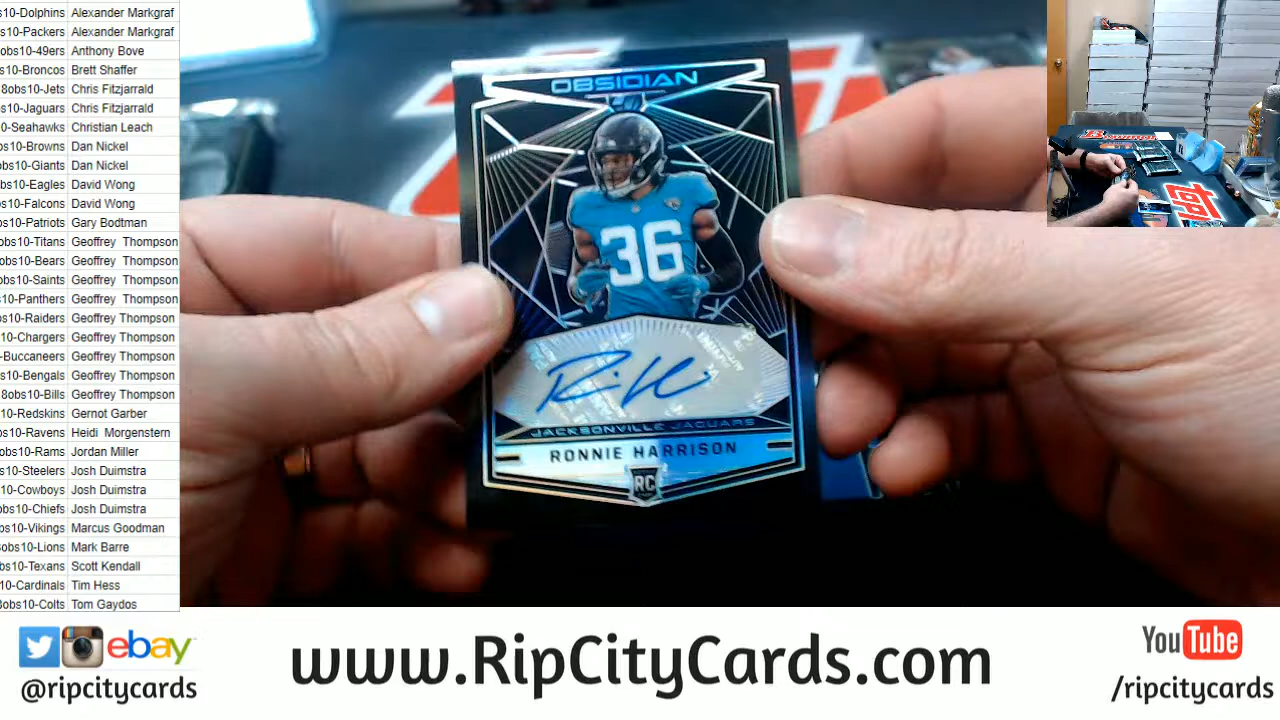 s10-Dolphins Alexander Markgraf
s10-Packers Alexander Markgraf
obs10-49ers Anthony Bove
s10-Broncos Brett Shaffer
8obs10-Jets Chris Fitzjarrald
s10-Jaguars Chris Fitzjarrald
0-Seahawks Christian Leach
s10-Browns Dan Nickel
bs10-Giants Dan Nickel
bs10-Eagles David Wong
s10-Falcons David Wong
s10-Patriots Gary Bodtman
obs10-Titans Geoffrey Thompson
bs10-Bears Geoffrey Thompson
s10-Saints Geoffrey Thompson
s10-Panthers Geoffrey Thompson
s10-Raiders Geoffrey Thompson
10-Chargers Geoffrey Thompson
-Buccaneers Geoffrey Thompson
s10-Bengals Geoffrey Thompson
8obs10-Bills Geoffrey Thompson
10-Redskins Gernot Garber
bs10-Ravens Heidi Morgenstern
obs10-Rams Jordan Miller
s10-Steelers Josh Duimstra
10-Cowboys Josh Duimstra
obs10-Chiefs Josh Duimstra
bs10-Vikings Marcus Goodman
obs10-Lions Mark Barre
s10-Texans Scott Kendall
10-Cardinals Tim Hess
8obs10-Colts Tom Gaydos
OBSIDIAN
36
JACKSONVILLE JAGUARS
RONNIE HARRISON
RC
ebay
@ripcitycards
www.RipCityCards.com
YouTube
/ripcitycards